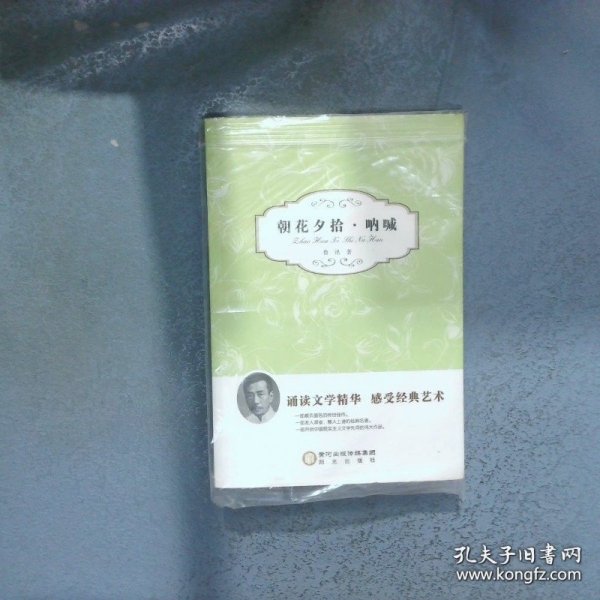 朝花夕拾·呐喊
Zhao Hua Xi Shi Na Han
鲁迅 著
诵读文学精华 感受经典艺术
黄河出版传媒集团
阳光出版社
孔夫子旧书网
www.kongfz.com